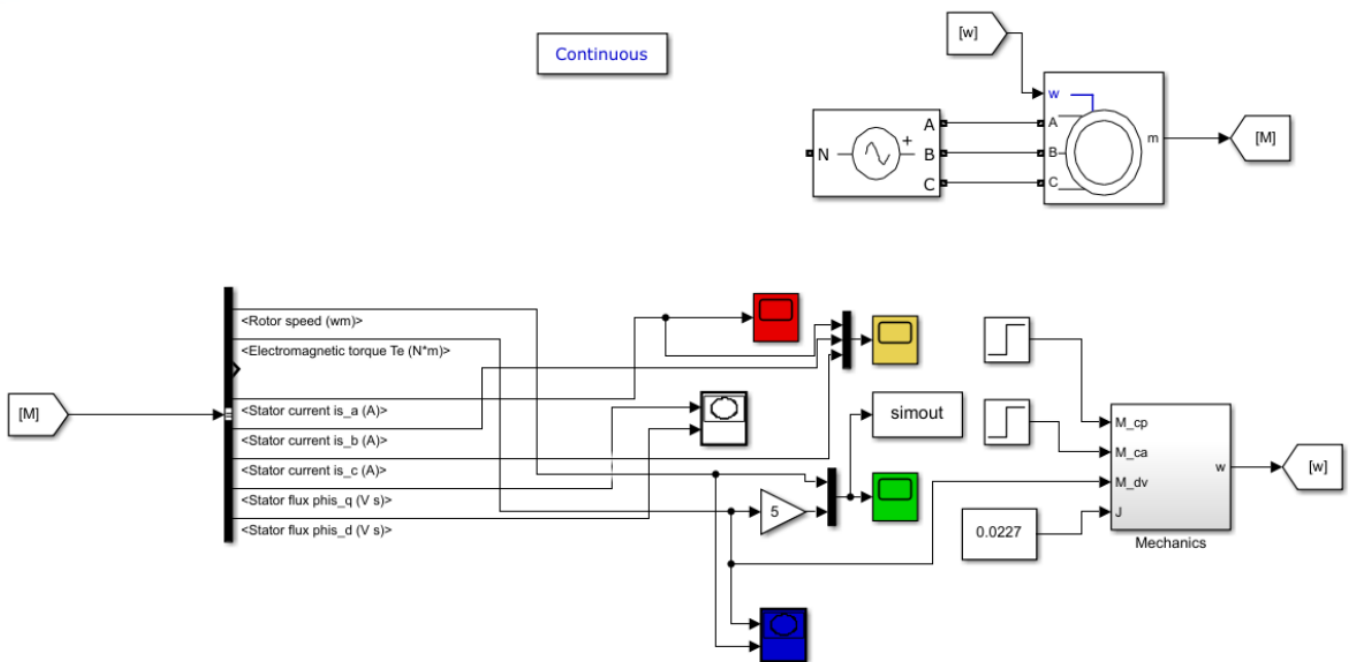 [w]
Continuous
w
A
A
m
[M]
N
+
B
B
C
C
<Rotor speed (wm)>
<Electromagnetic torque Te (N*m)>
[M]
<Stator current is_a (A)>
simout
M_cp
<Stator current is_b (A)>
M_ca
<Stator current is_c (A)>
w
[w]
M_dv
<Stator flux phis_q (V s)>
5
J
<Stator flux phis_d (V s)>
0.0227
Mechanics